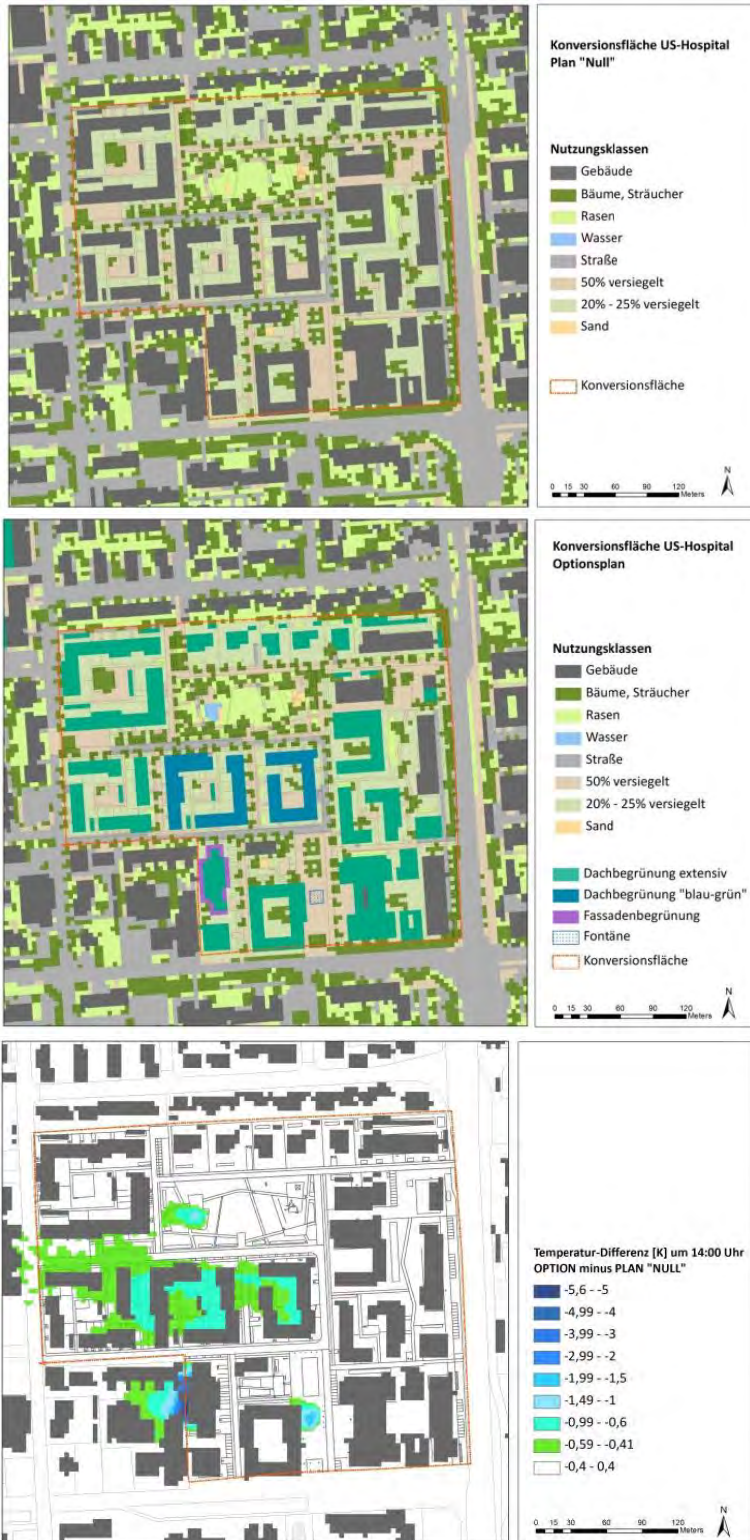 Konversionsfläche US-Hospital
Plan "Null"
Nutzungsklassen
Gebäude
Bäume, Sträucher
Rasen
Wasser
Straße
50% versiegelt
20% - 25% versiegelt
Sand
Konversionsfläche
N
0 15 30 60 90 120
Meters
Konversionsfläche US-Hospital
Optionsplan
Nutzungsklassen
Gebäude
Bäume, Sträucher
Rasen
Wasser
Straße
50% versiegelt
20% - 25% versiegelt
Sand
Dachbegrünung extensiv
Dachbegrünung "blau-grün"
Fassadenbegrünung
Fontäne
Konversionsfläche
N
0 15 30 60 90 120
Meters
Temperatur-Differenz [K] um 14:00 Uhr
OPTION minus PLAN "NULL"
-5,6 - -5
-4,99 - -4
-3,99 - -3
-2,99 - -2
-1,99 - -1,5
-1,49 - -1
-0,99 - -0,6
-0,59 - -0,41
-0,4 - 0,4
N
0 15 30 60 90 120
Meters